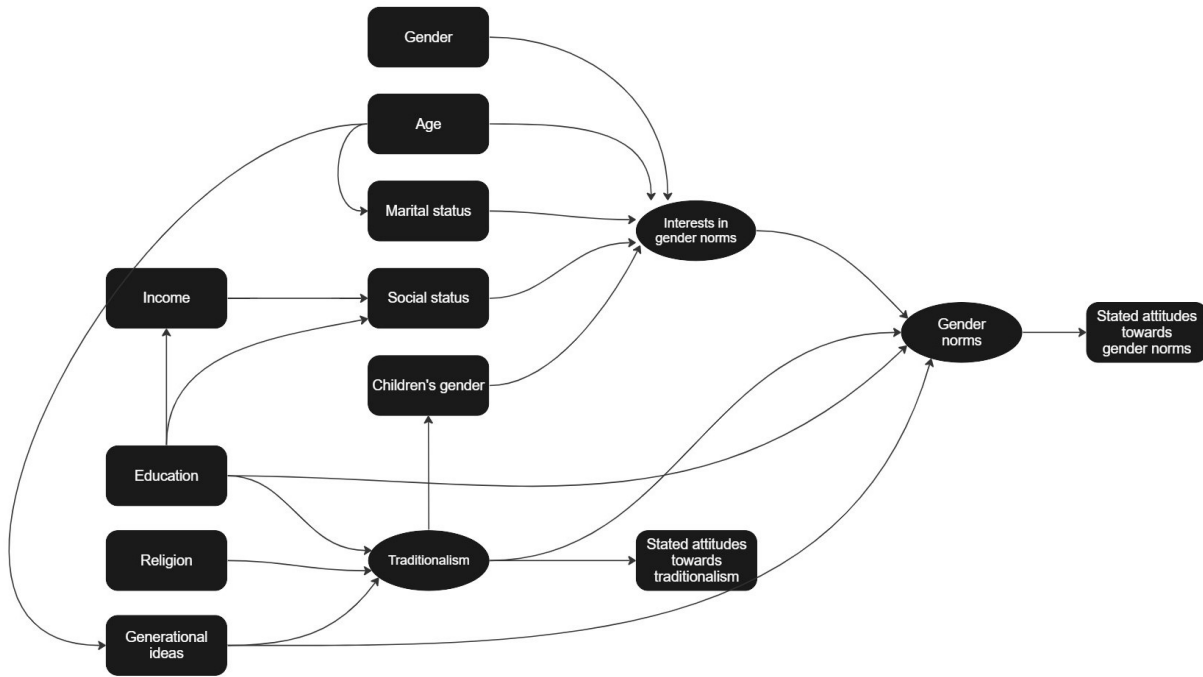 Gender
Age
Marital status
Interests in
gender norms
Income
Social status
Gender
norms
Stated attitudes
towards
gender norms
Children's gender
Education
Religion
Traditionalism
Stated attitudes
towards
traditionalism
Generational
ideas